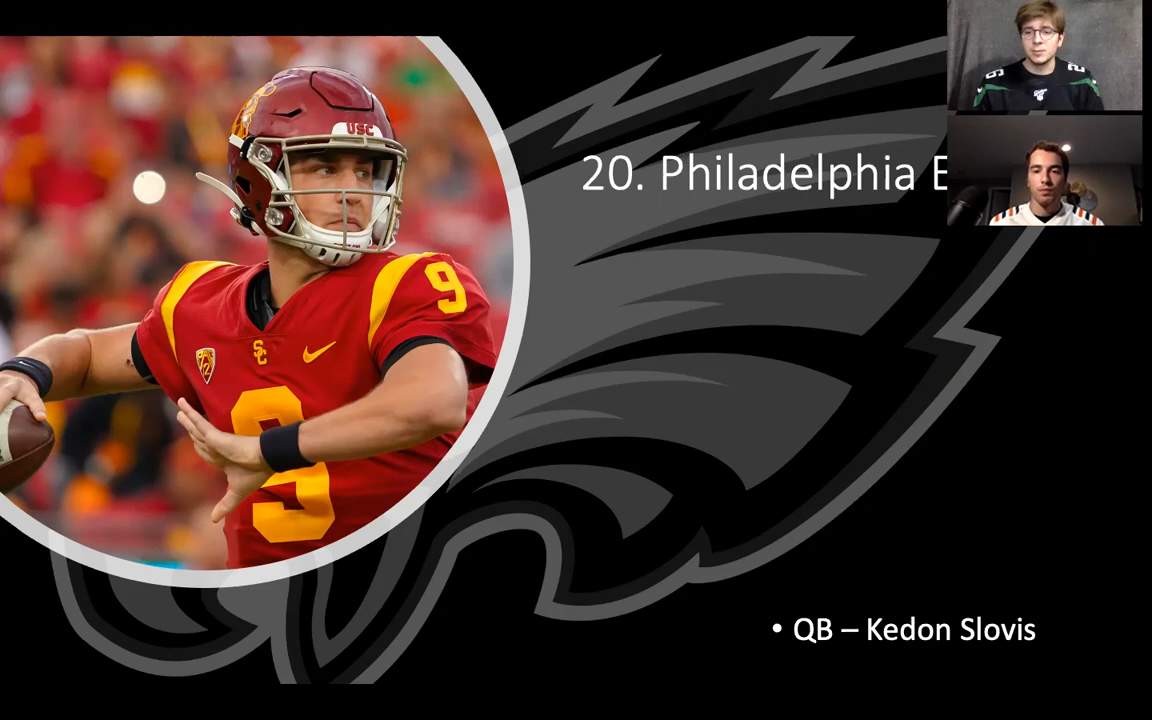 20. Philadelphia E
USC
9
SC
9
• QB – Kedon Slovis